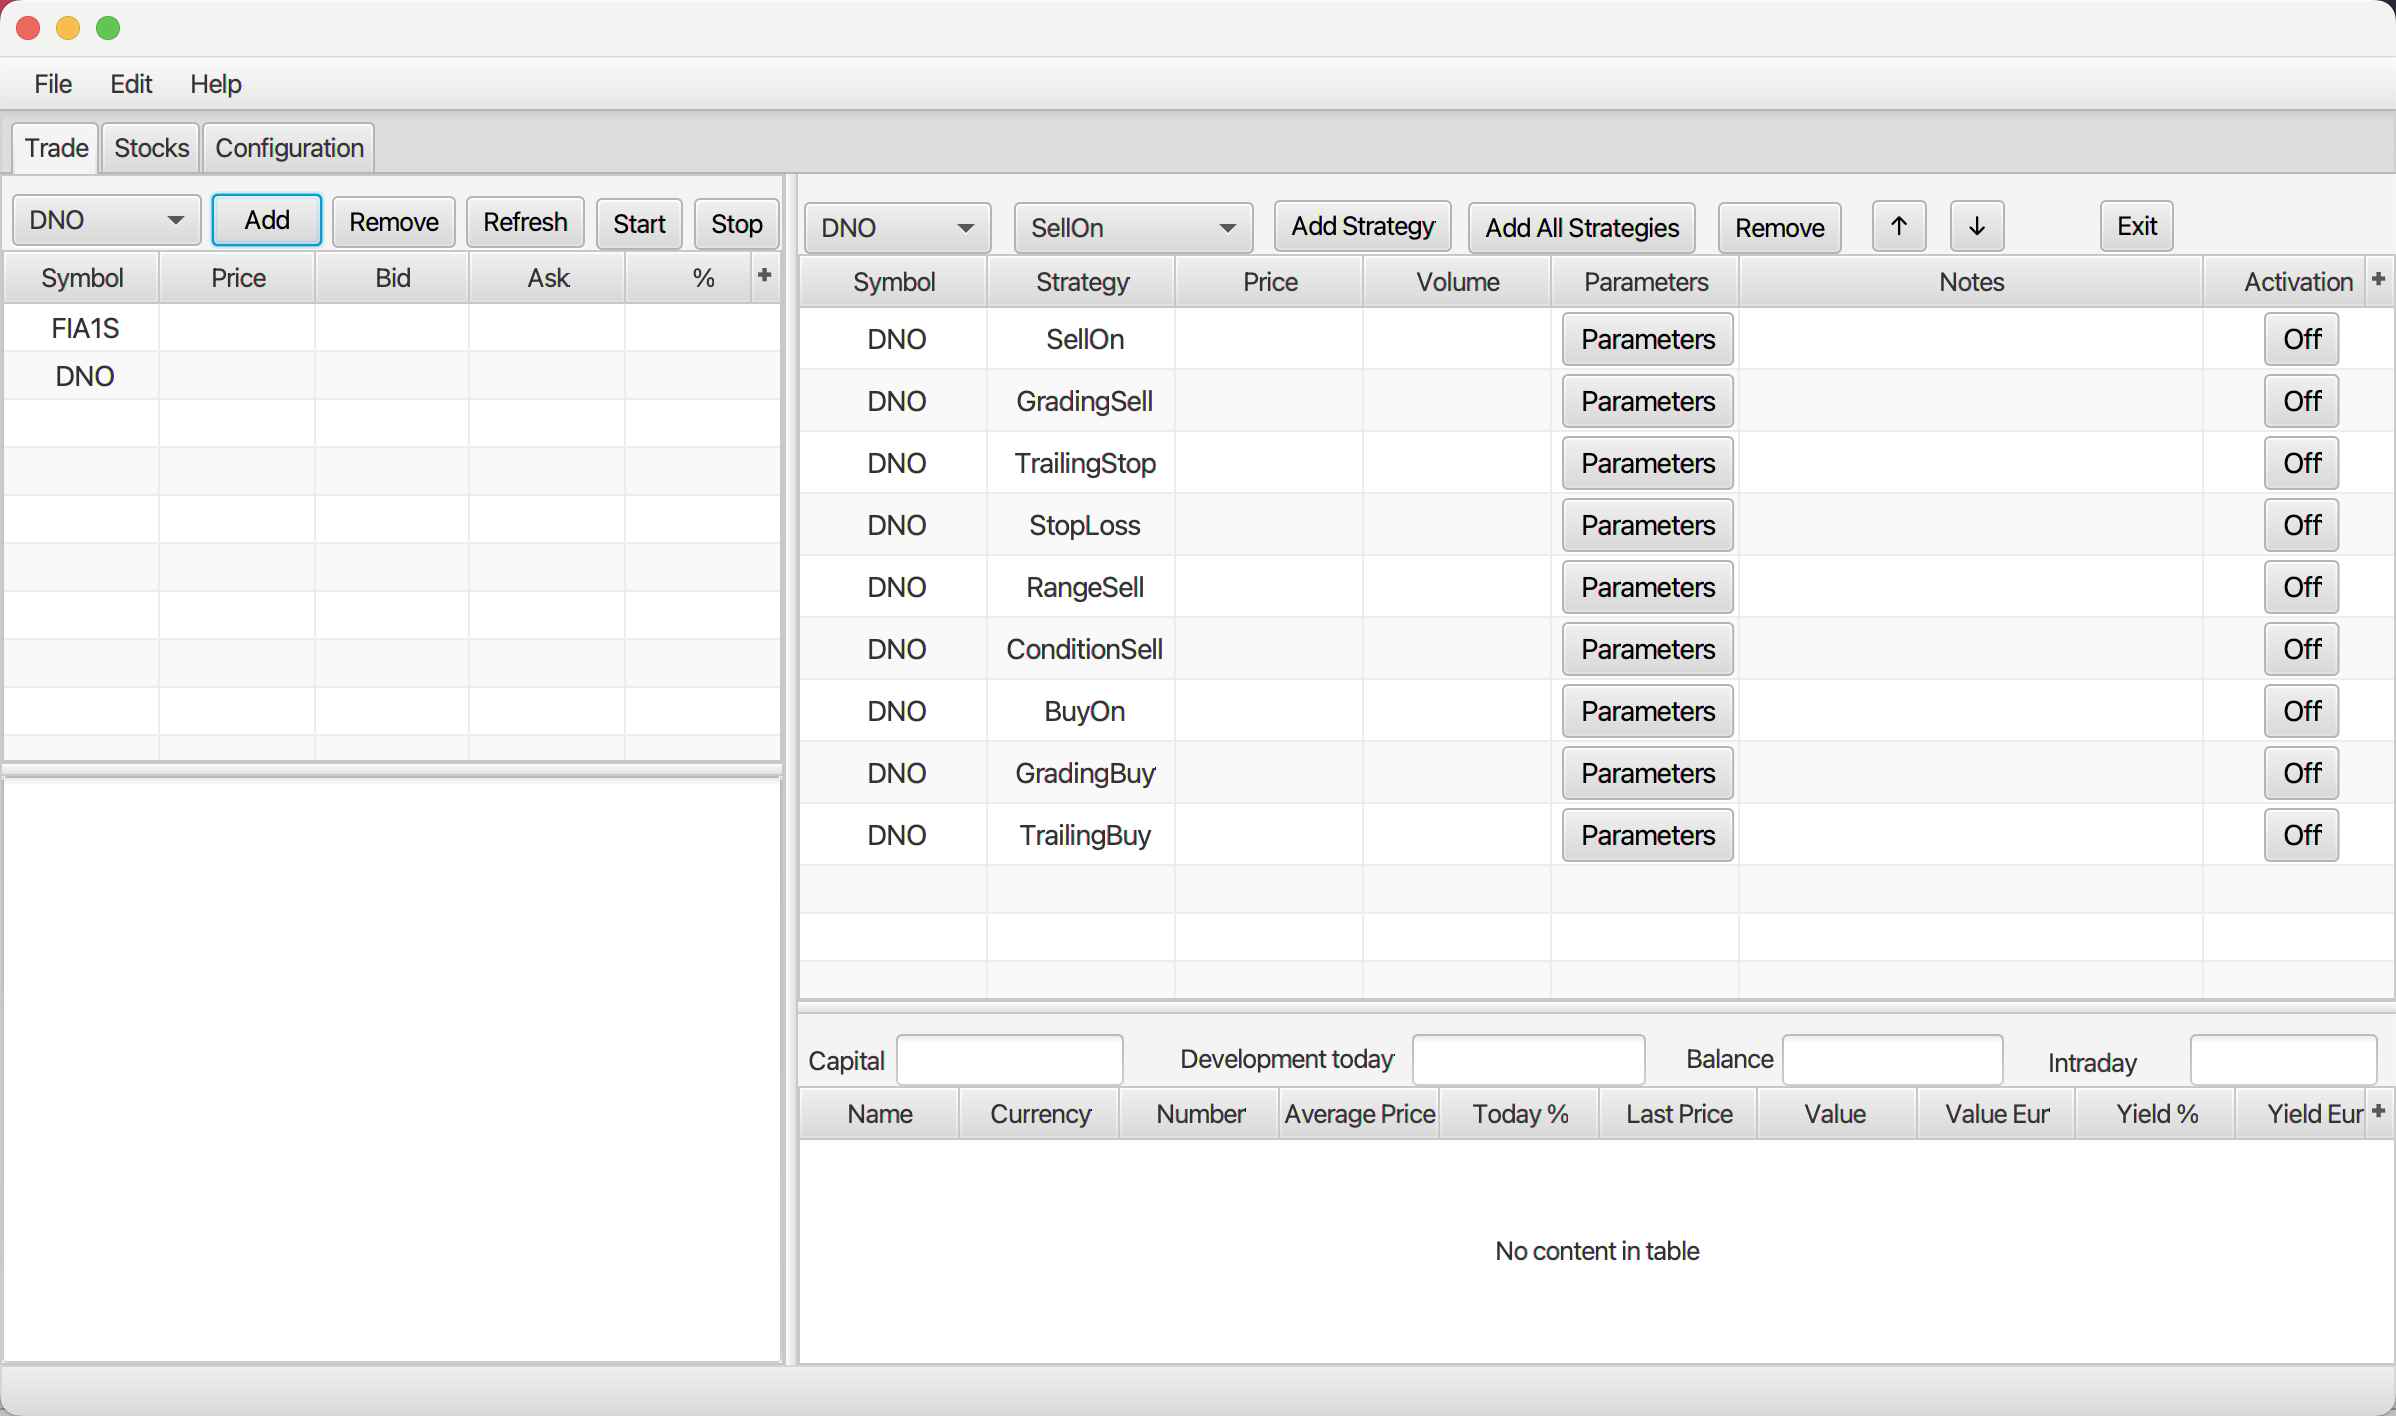 File Edit Help
Trade Stocks Configuration
DNO Add Remove Refresh Start Stop
Symbol Price Bid Ask % +
FIA1S
DNO
DNO SellOn Add Strategy Add All Strategies Remove ↑ ↓ Exit
Symbol Strategy Price Volume Parameters Notes Activation +
DNO SellOn Parameters Off
DNO GradingSell Parameters Off
DNO TrailingStop Parameters Off
DNO StopLoss Parameters Off
DNO RangeSell Parameters Off
DNO ConditionSell Parameters Off
DNO BuyOn Parameters Off
DNO GradingBuy Parameters Off
DNO TrailingBuy Parameters Off
Capital Development today Balance Intraday
Name Currency Number Average Price Today % Last Price Value Value Eur Yield % Yield Eur +
No content in table